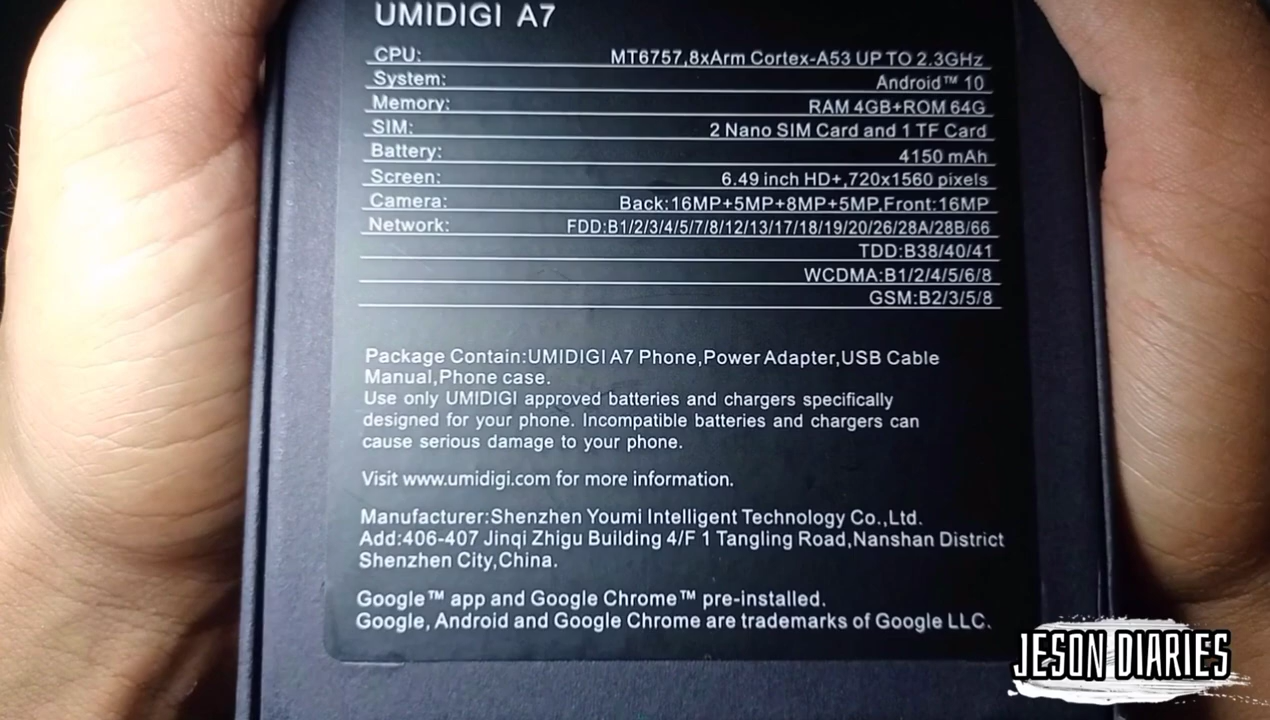 UMIDIGI A7
CPU: MT6757,8xArm Cortex-A53 UP TO 2.3GHz
System: Android™ 10
Memory: RAM 4GB+ROM 64G
SIM: 2 Nano SIM Card and 1 TF Card
Battery: 4150 mAh
Screen: 6.49 inch HD+,720x1560 pixels
Camera: Back:16MP+5MP+8MP+5MP,Front:16MP
Network: FDD:B1/2/3/4/5/7/8/12/13/17/18/19/20/26/28A/28B/66
TDD:B38/40/41
WCDMA:B1/2/4/5/6/8
GSM:B2/3/5/8
Package Contain:UMIDIGI A7 Phone,Power Adapter,USB Cable
Manual,Phone case.
Use only UMIDIGI approved batteries and chargers specifically
designed for your phone. Incompatible batteries and chargers can
cause serious damage to your phone.
Visit www.umidigi.com for more information.
Manufacturer:Shenzhen Youmi Intelligent Technology Co.,Ltd.
Add:406-407 Jinqi Zhigu Building 4/F 1 Tangling Road,Nanshan District
Shenzhen City,China.
Google™ app and Google Chrome™ pre-installed.
Google, Android and Google Chrome are trademarks of Google LLC.
JESON DIARIES